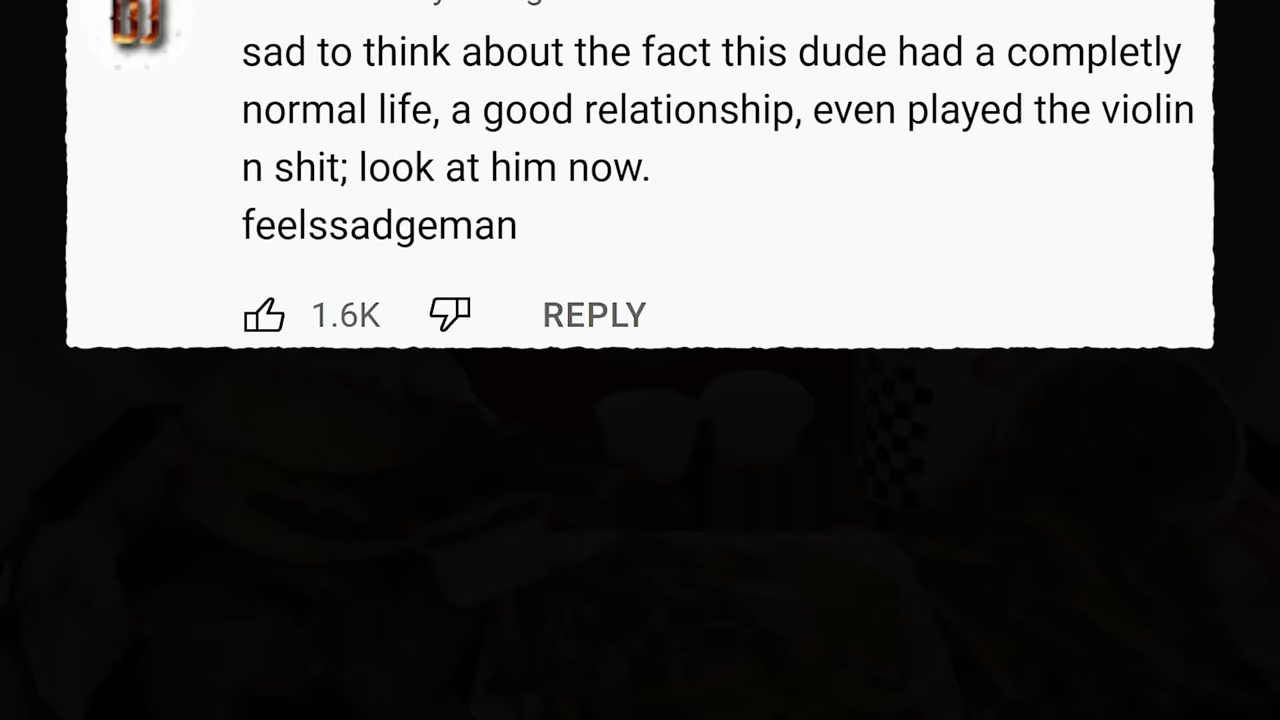 sad to think about the fact this dude had a completly
normal life, a good relationship, even played the violin
n shit; look at him now.
feelssadgeman
1.6K REPLY